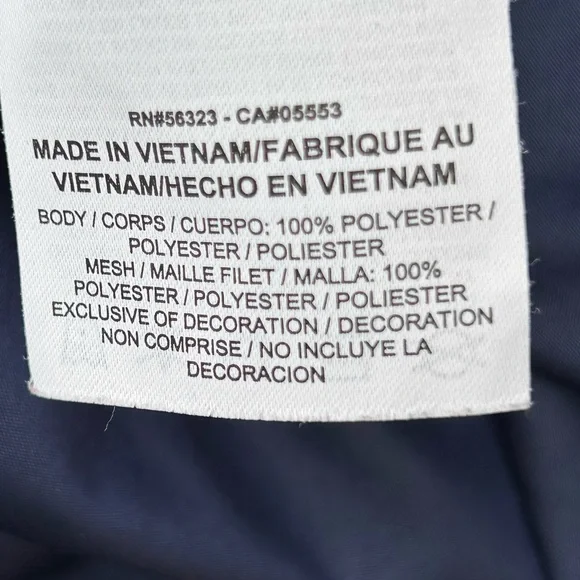 RN#56323 - CA#05553
MADE IN VIETNAM/FABRIQUE AU
VIETNAM/HECHO EN VIETNAM
BODY / CORPS / CUERPO: 100% POLYESTER /
POLYESTER / POLIESTER
MESH / MAILLE FILET / MALLA: 100%
POLYESTER / POLYESTER / POLIESTER
EXCLUSIVE OF DECORATION / DECORATION
NON COMPRISE / NO INCLUYE LA
DECORACION